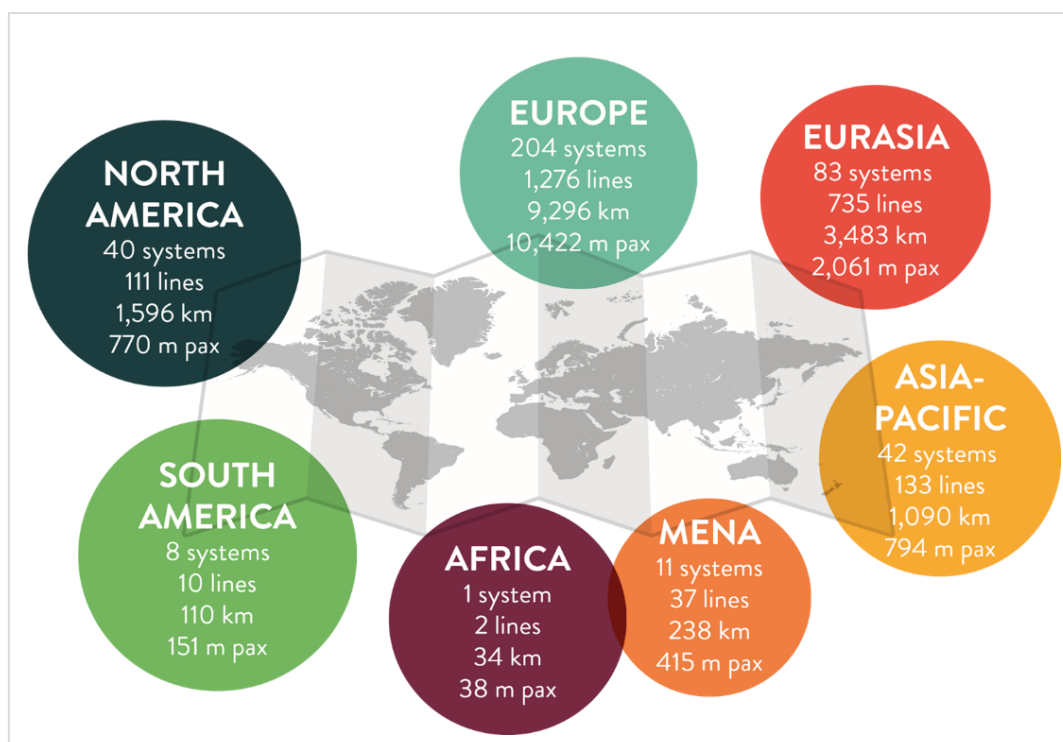 NORTH
AMERICA
40 systems
111 lines
1,596 km
770 m pax
EUROPE
204 systems
1,276 lines
9,296 km
10,422 m pax
EURASIA
83 systems
735 lines
3,483 km
2,061 m pax
ASIA-
PACIFIC
42 systems
133 lines
1,090 km
794 m pax
SOUTH
AMERICA
8 systems
10 lines
110 km
151 m pax
AFRICA
1 system
2 lines
34 km
38 m pax
MENA
11 systems
37 lines
238 km
415 m pax